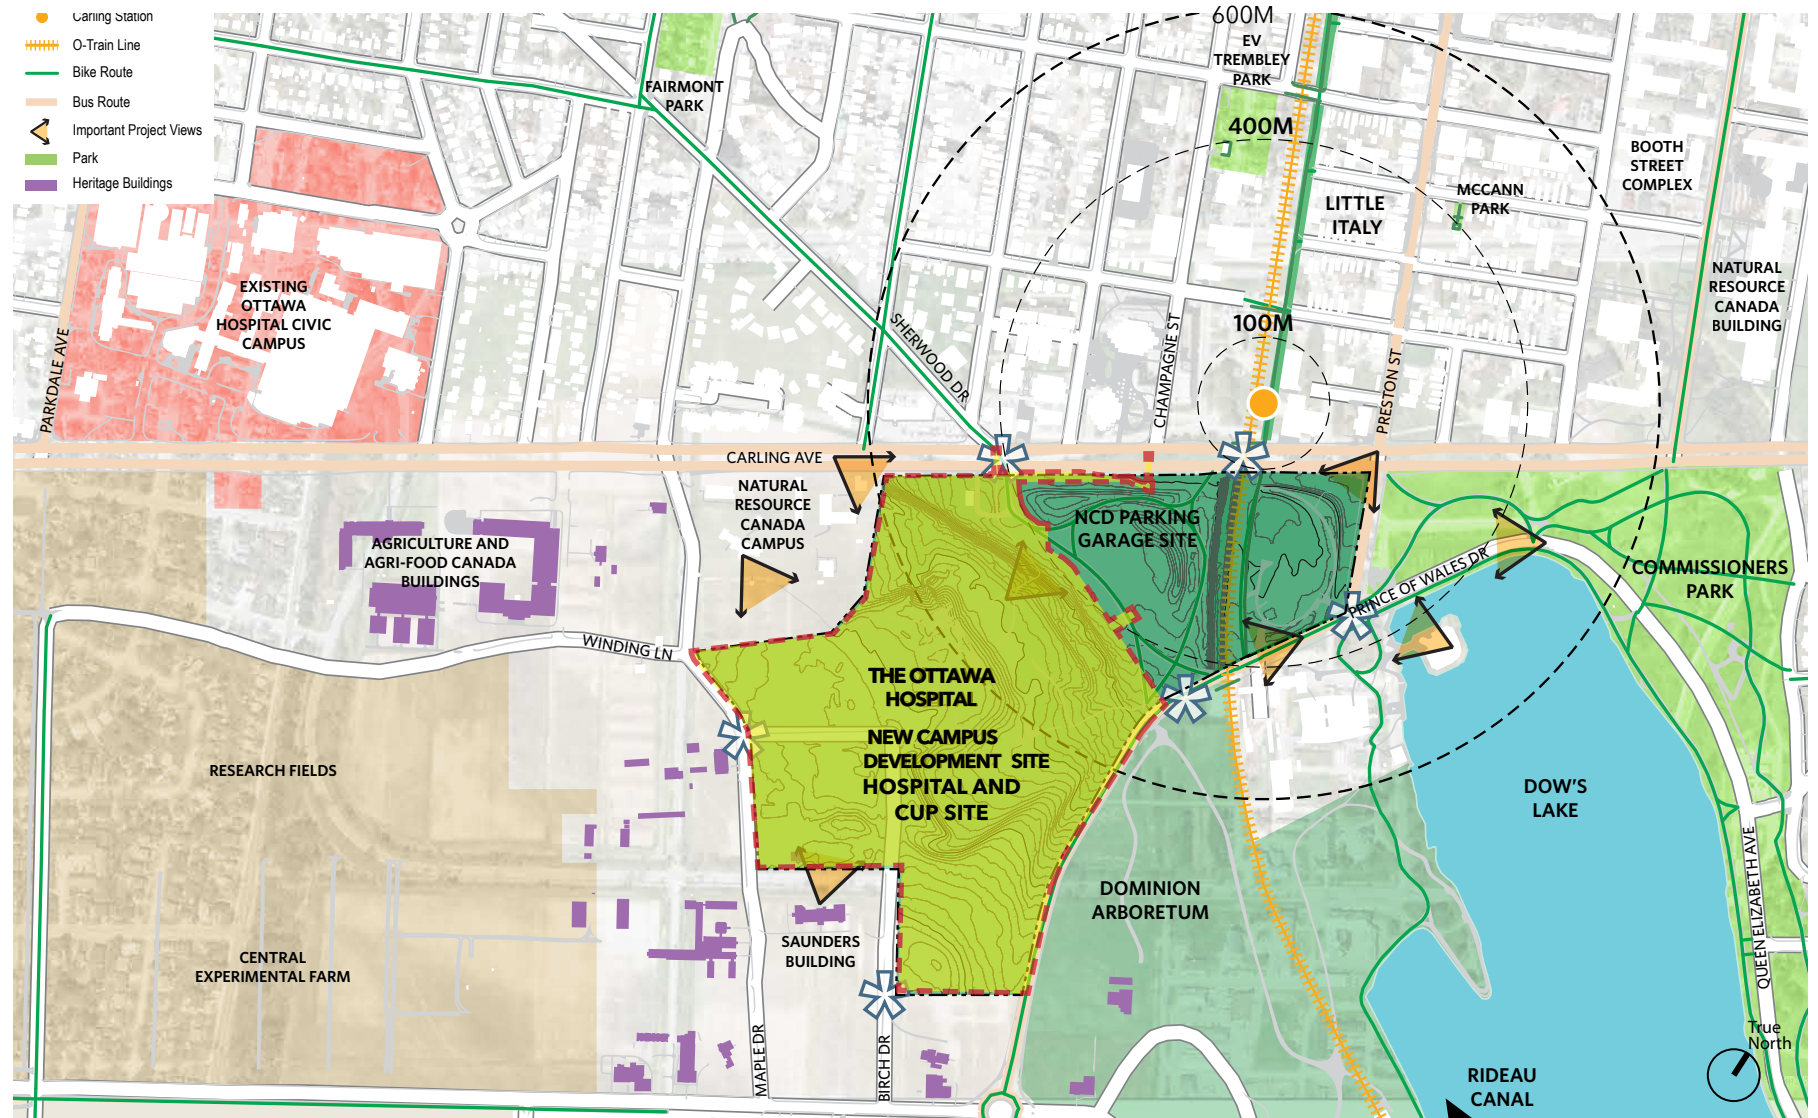 Carling Station
O-Train Line
Bike Route
Bus Route
Important Project Views
Park
Heritage Buildings
FAIRMONT
PARK
600M
EV
TREMBLEY
PARK
400M
BOOTH
STREET
COMPLEX
MCCANN
PARK
LITTLE
ITALY
NATURAL
RESOURCE
CANADA
BUILDING
EXISTING
OTTAWA
HOSPITAL CIVIC
CAMPUS
PARKDALE AVE
SHERWOOD DR
CHAMPAGNE ST
100M
PRESTON ST
CARLING AVE
NATURAL
RESOURCE
CANADA
CAMPUS
NCD PARKING
GARAGE SITE
AGRICULTURE AND
AGRI-FOOD CANADA
BUILDINGS
PRINCE OF WALES DR
COMMISSIONERS
PARK
WINDING LN
THE OTTAWA
HOSPITAL
NEW CAMPUS
DEVELOPMENT SITE
HOSPITAL AND
CUP SITE
RESEARCH FIELDS
DOW'S
LAKE
DOMINION
ARBORETUM
QUEEN ELIZABETH AVE
SAUNDERS
BUILDING
CENTRAL
EXPERIMENTAL FARM
MAPLE DR
BIRCH DR
True
North
RIDEAU
CANAL